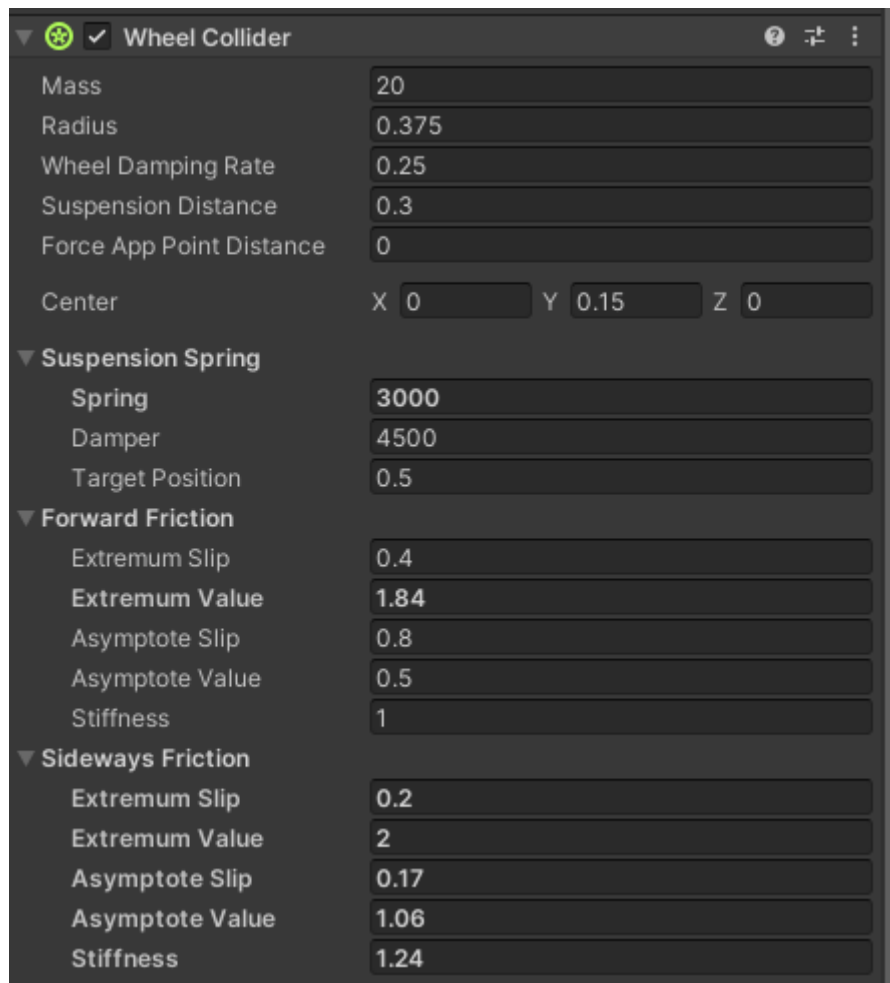 Wheel Collider
Mass 20
Radius 0.375
Wheel Damping Rate 0.25
Suspension Distance 0.3
Force App Point Distance 0
Center X 0 Y 0.15 Z 0
Suspension Spring
Spring 3000
Damper 4500
Target Position 0.5
Forward Friction
Extremum Slip 0.4
Extremum Value 1.84
Asymptote Slip 0.8
Asymptote Value 0.5
Stiffness 1
Sideways Friction
Extremum Slip 0.2
Extremum Value 2
Asymptote Slip 0.17
Asymptote Value 1.06
Stiffness 1.24